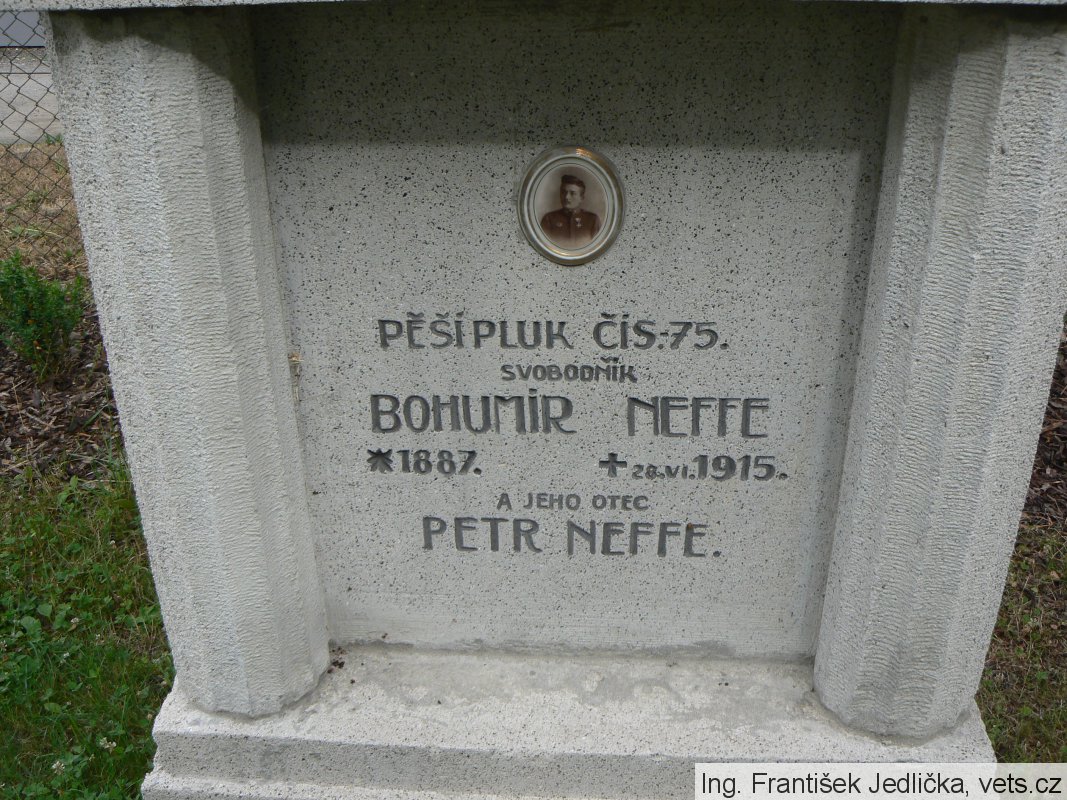 PĚŠÍ PLUK ČÍS.-75.
SVOBODŇÍK
BOHUMÍR NEFFE
*1887. +28.VI.1915.
A JEHO OTEC
PETR NEFFE.
Ing. František Jedlička, vets.cz